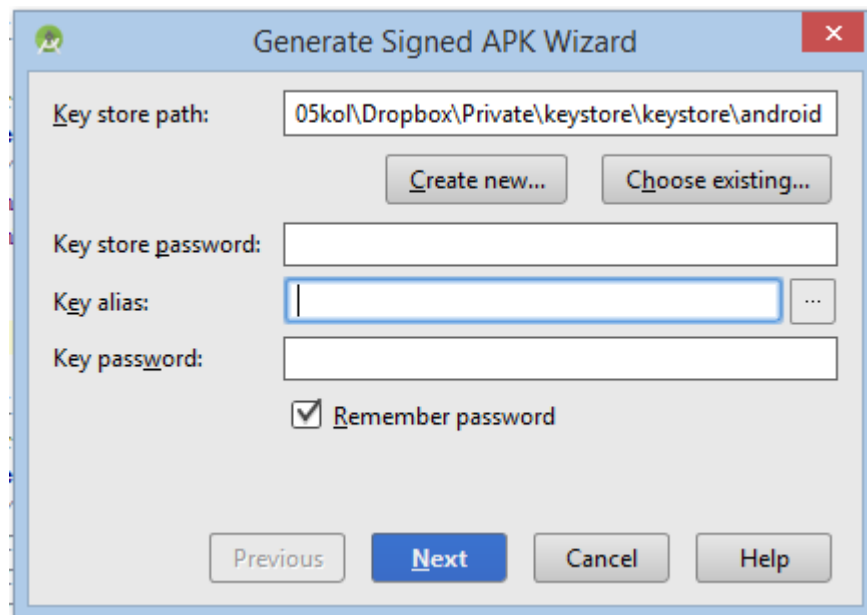 Generate Signed APK Wizard
Key store path: 05kol\Dropbox\Private\keystore\keystore\android
Create new... Choose existing...
Key store password:
Key alias: ...
Key password:
Remember password
Previous Next Cancel Help